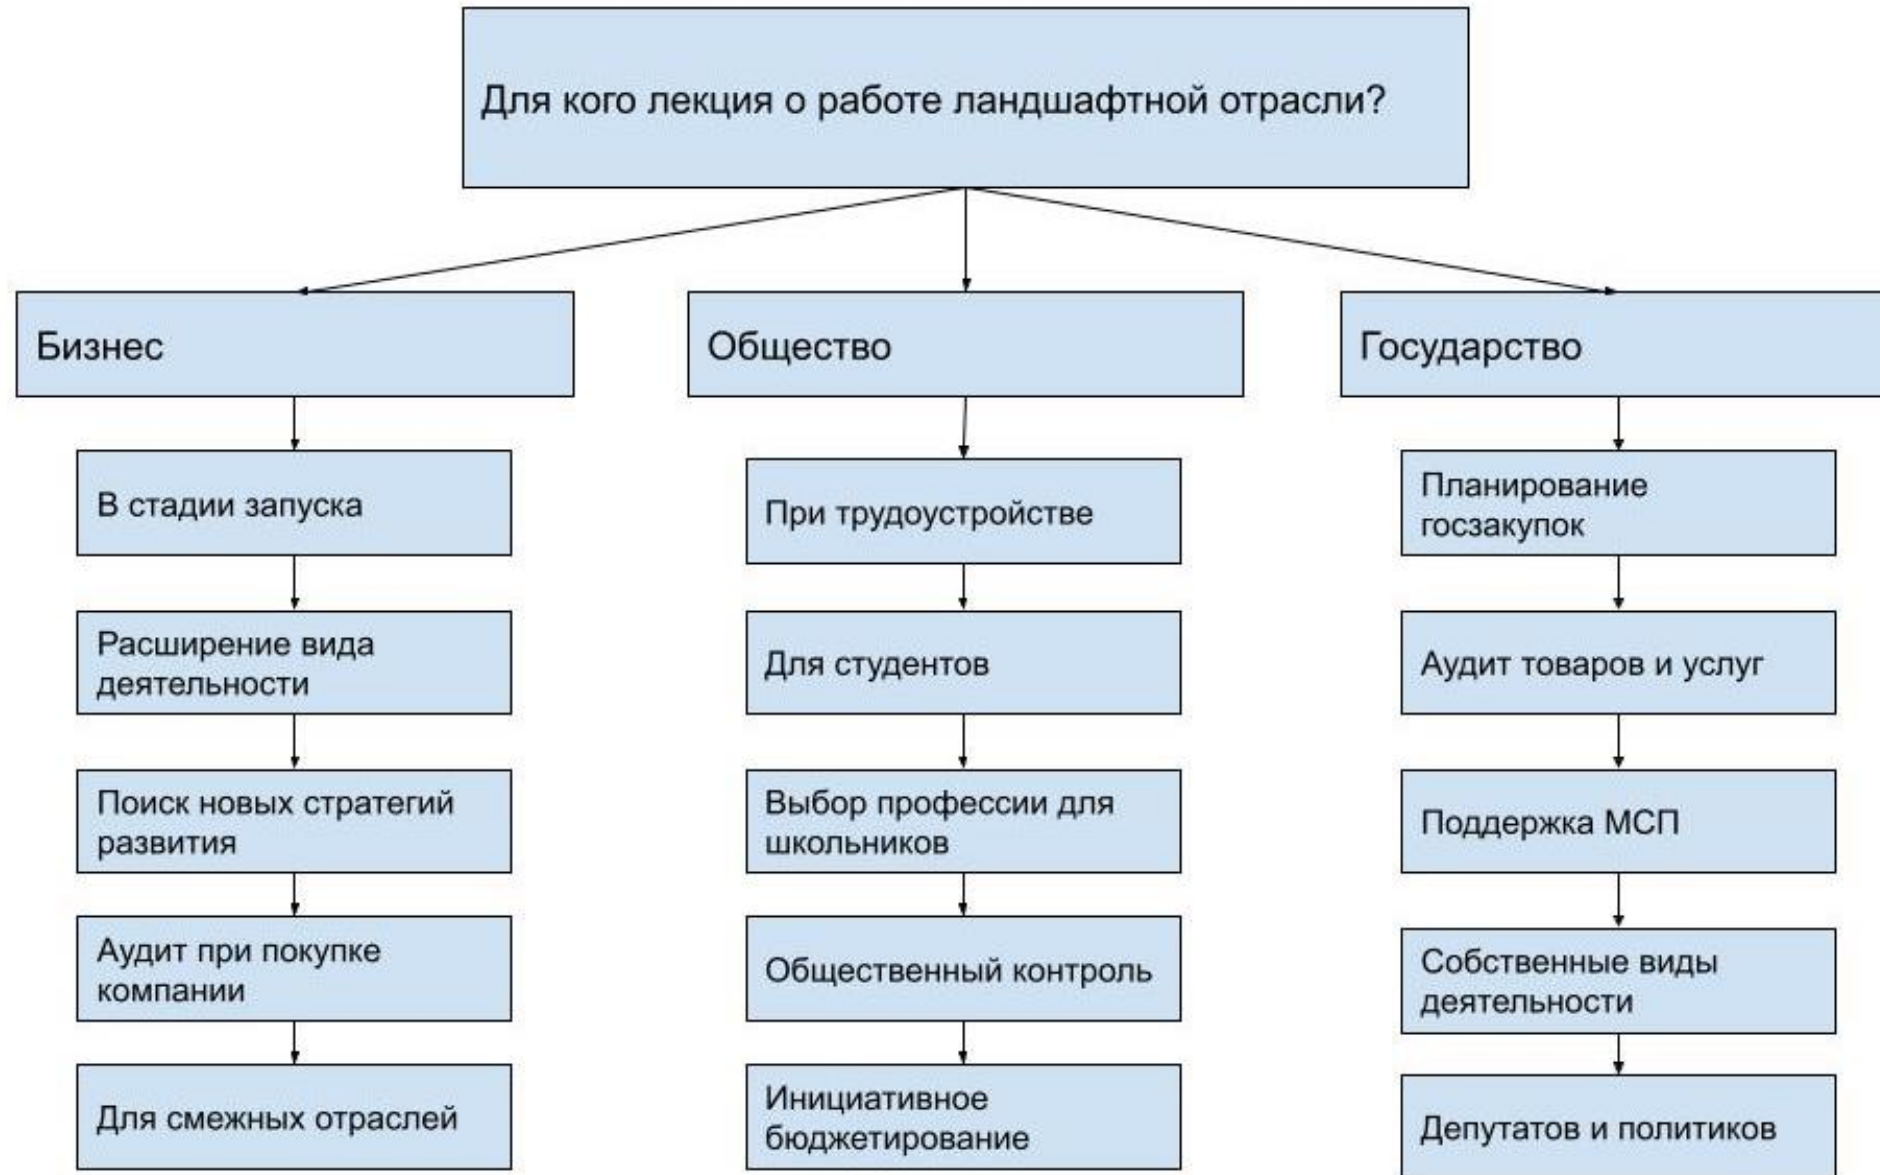 Для кого лекция о работе ландшафтной отрасли?
Бизнес
В стадии запуска
Расширение вида
деятельности
Поиск новых стратегий
развития
Аудит при покупке
компании
Для смежных отраслей
Общество
При трудоустройстве
Для студентов
Выбор профессии для
школьников
Общественный контроль
Инициативное
бюджетирование
Государство
Планирование
госзакупок
Аудит товаров и услуг
Поддержка МСП
Собственные виды
деятельности
Депутатов и политиков